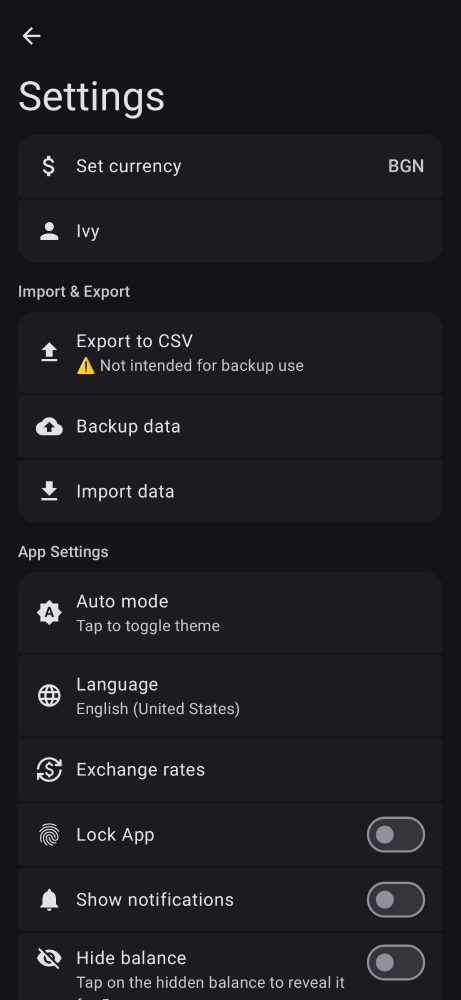 Settings
Set currency
BGN
Ivy
Import & Export
Export to CSV
⚠️ Not intended for backup use
Backup data
Import data
App Settings
Auto mode
Tap to toggle theme
Language
English (United States)
Exchange rates
Lock App
Show notifications
Hide balance
Tap on the hidden balance to reveal it